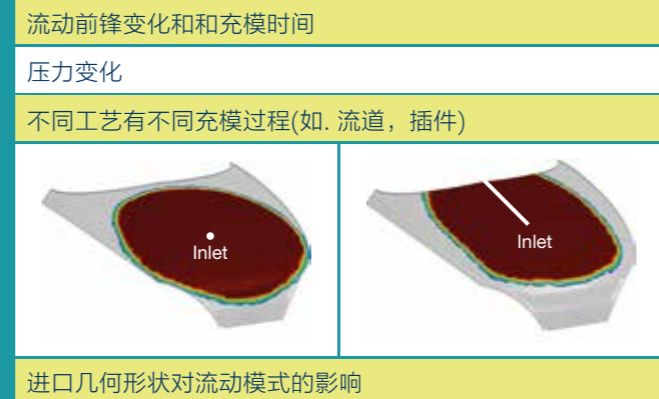 流动前锋变化和和充模时间
压力变化
不同工艺有不同充模过程(如. 流道，插件)
Inlet
Inlet
进口几何形状对流动模式的影响